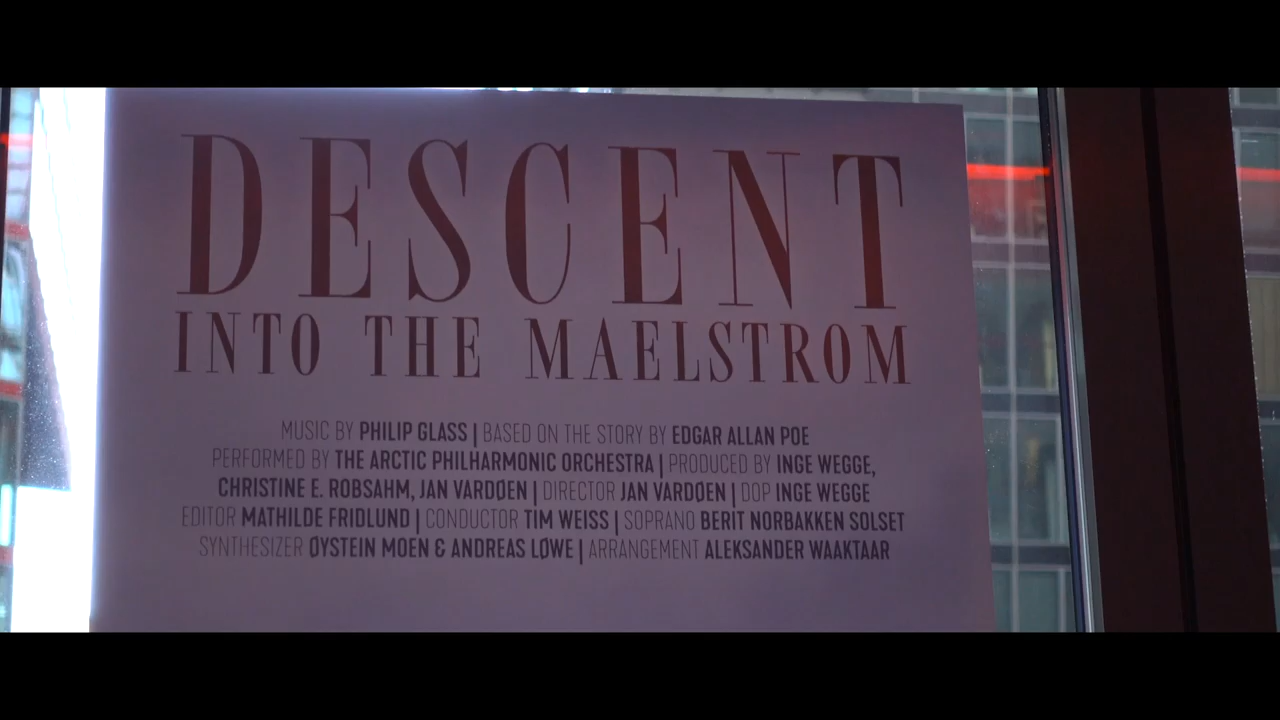 DESCENT
INTO THE MAELSTROM
MUSIC BY PHILIP GLASS | BASED ON THE STORY BY EDGAR ALLAN POE
PERFORMED BY THE ARCTIC PHILHARMONIC ORCHESTRA | PRODUCED BY INGE WEGGE,
CHRISTINE E. ROBSAHM, JAN VARDØEN | DIRECTOR JAN VARDØEN | DOP INGE WEGGE
EDITOR MATHILDE FRIDLUND | CONDUCTOR TIM WEISS | SOPRANO BERIT NORBAKKEN SOLSET
SYNTHESIZER ØYSTEIN MOEN & ANDREAS LØWE | ARRANGEMENT ALEKSANDER WAAKTAAR